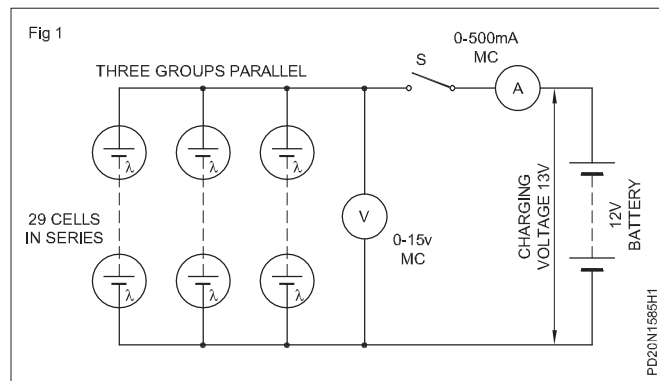 Fig 1
THREE GROUPS PARALLEL
S
0-500mA
MC
A
λ
λ
λ
29 CELLS
IN SERIES
V
0-15v
MC
CHARGING
VOLTAGE 13V
12V
BATTERY
λ
λ
λ
PD20N1585H1